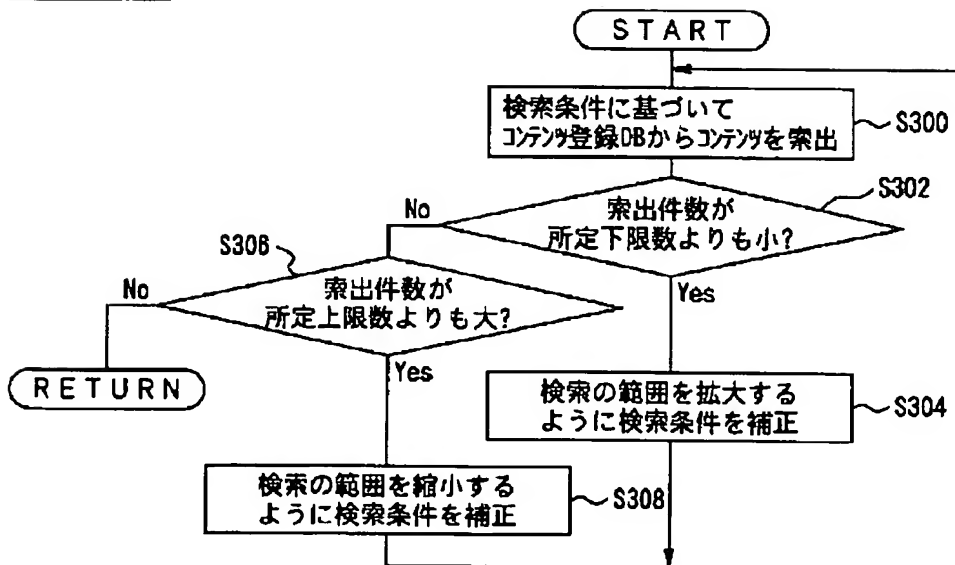 START
検索条件に基づいて
コンテンツ登録DBからコンテンツを索出
S300
S302
索出件数が
所定下限数よりも小?
No
Yes
S306
索出件数が
所定上限数よりも大?
No
Yes
RETURN
検索の範囲を拡大する
ように検索条件を補正
S304
検索の範囲を縮小する
ように検索条件を補正
S308